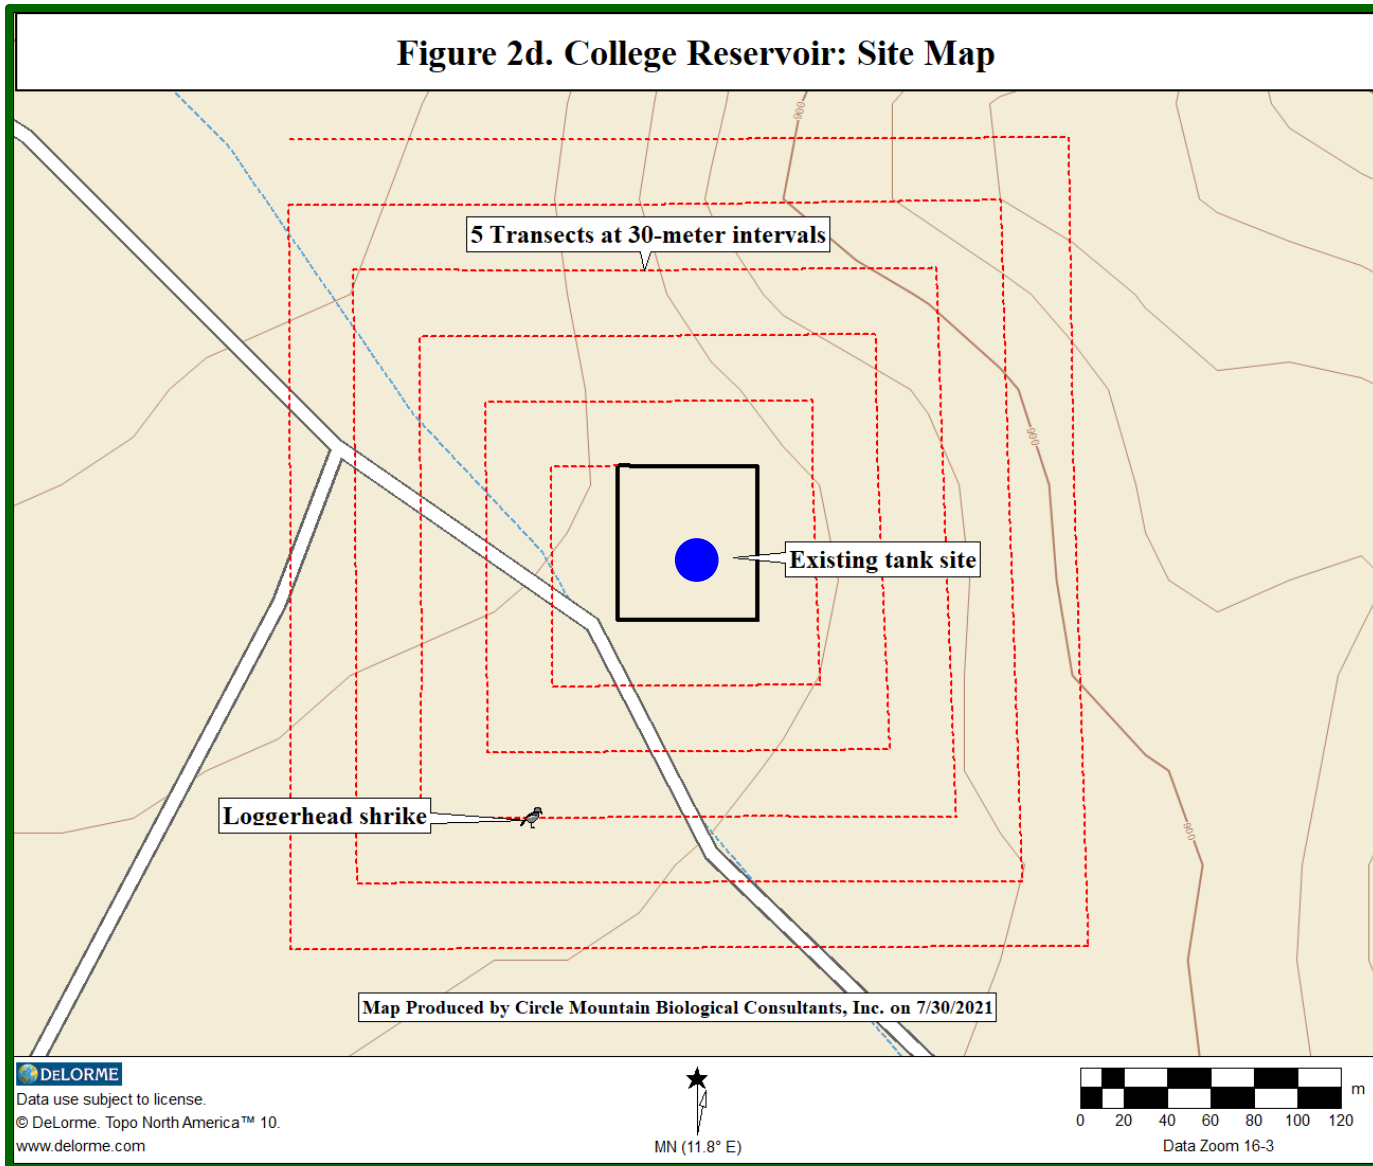 Figure 2d. College Reservoir: Site Map
900
5 Transects at 30-meter intervals
900
Existing tank site
Loggerhead shrike
900
Map Produced by Circle Mountain Biological Consultants, Inc. on 7/30/2021
DELORME
Data use subject to license.
© DeLorme. Topo North America™ 10.
www.delorme.com
MN (11.8° E)
m
0 20 40 60 80 100 120
Data Zoom 16-3